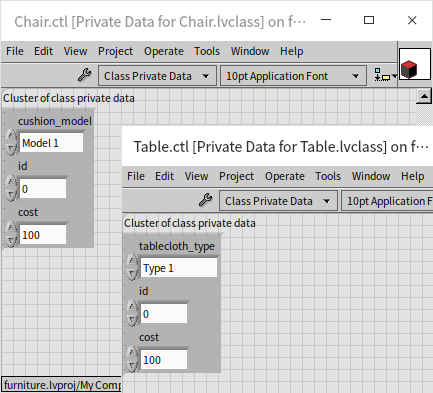 Chair.ctl [Private Data for Chair.lvclass] on f···
File Edit View Project Operate Tools Window Help
Class Private Data 10pt Application Font
Cluster of class private data
cushion_model
Model 1
id
0
cost
100
furniture.lvproj/My Comp
Table.ctl [Private Data for Table.lvclass] on f···
File Edit View Project Operate Tools Window Help
Class Private Data 10pt Application F
Cluster of class private data
tablecloth_type
Type 1
id
0
cost
100